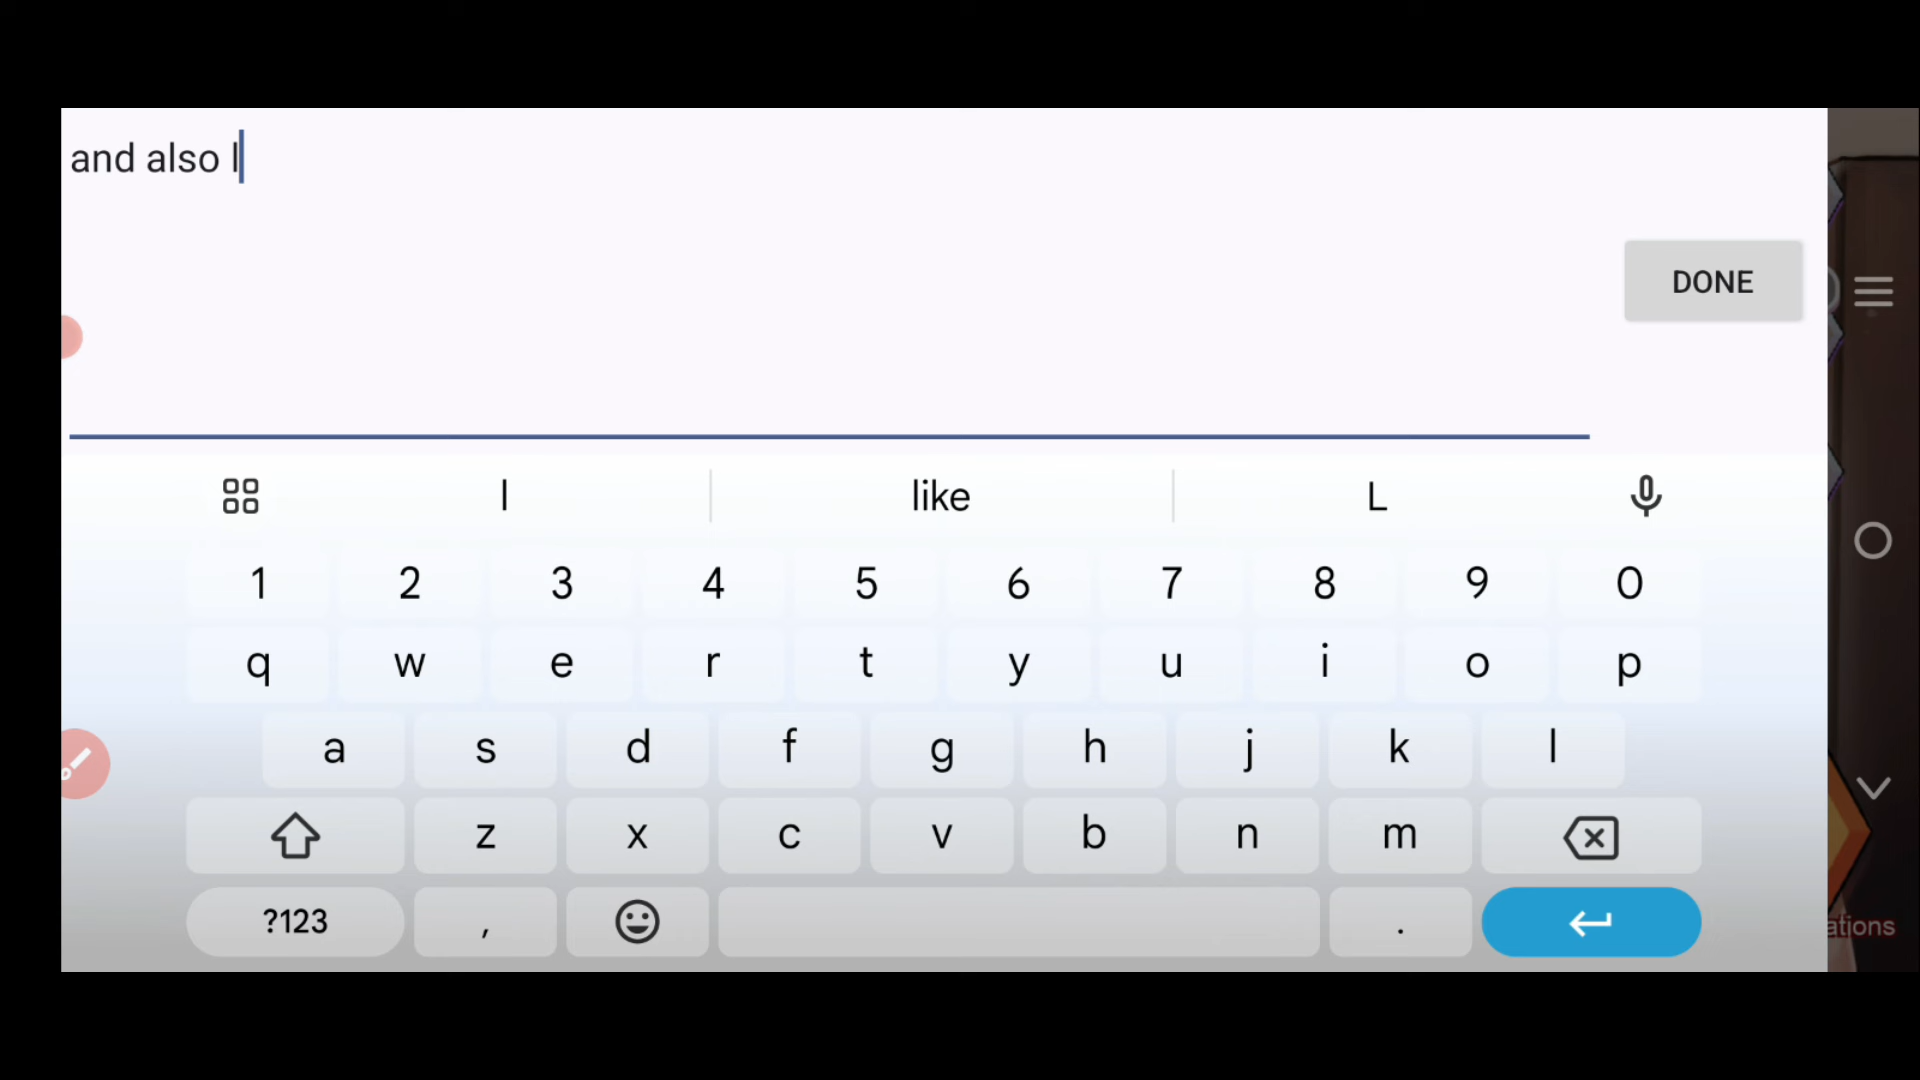 and also l
DONE
l like L
1 2 3 4 5 6 7 8 9 0
q w e r t y u i o p
a s d f g h j k l
z x c v b n m
?123 , .
ations